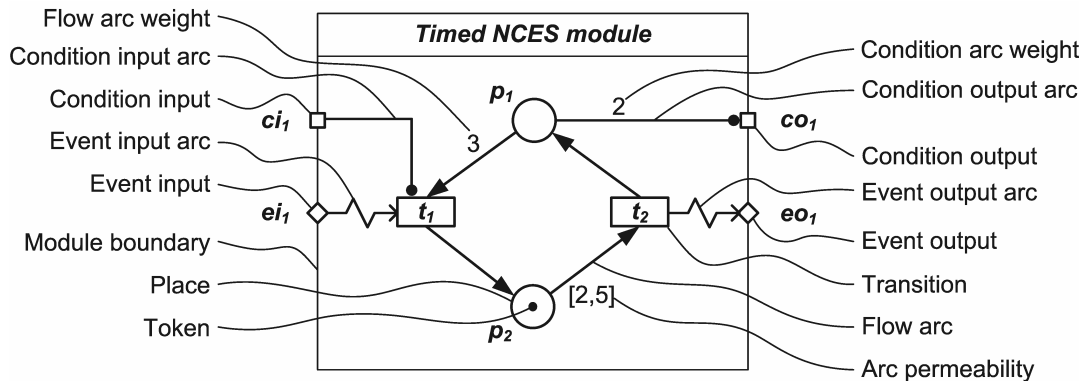 Flow arc weight
Condition input arc
Condition input
Event input arc
Event input
Module boundary
Place
Token
Timed NCES module
p1
2
ci1
3
co1
ei1
t1
t2
eo1
[2,5]
p2
Condition arc weight
Condition output arc
Condition output
Event output arc
Event output
Transition
Flow arc
Arc permeability